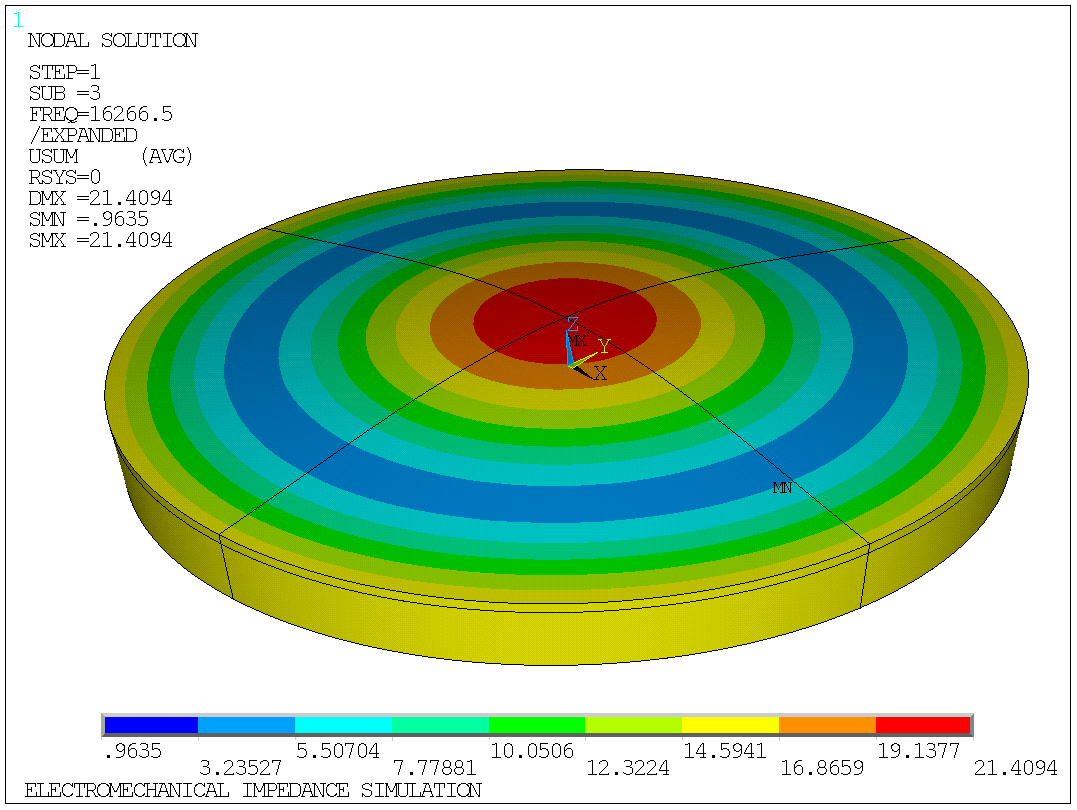 1
NODAL SOLUTION
STEP=1
SUB =3
FREQ=16266.5
/EXPANDED
USUM (AVG)
RSYS=0
DMX =21.4094
SMN =.9635
SMX =21.4094
Z
MX
Y
X
MN
.9635 5.50704 10.0506 14.5941 19.1377
3.23527 7.77881 12.3224 16.8659 21.4094
ELECTROMECHANICAL IMPEDANCE SIMULATION